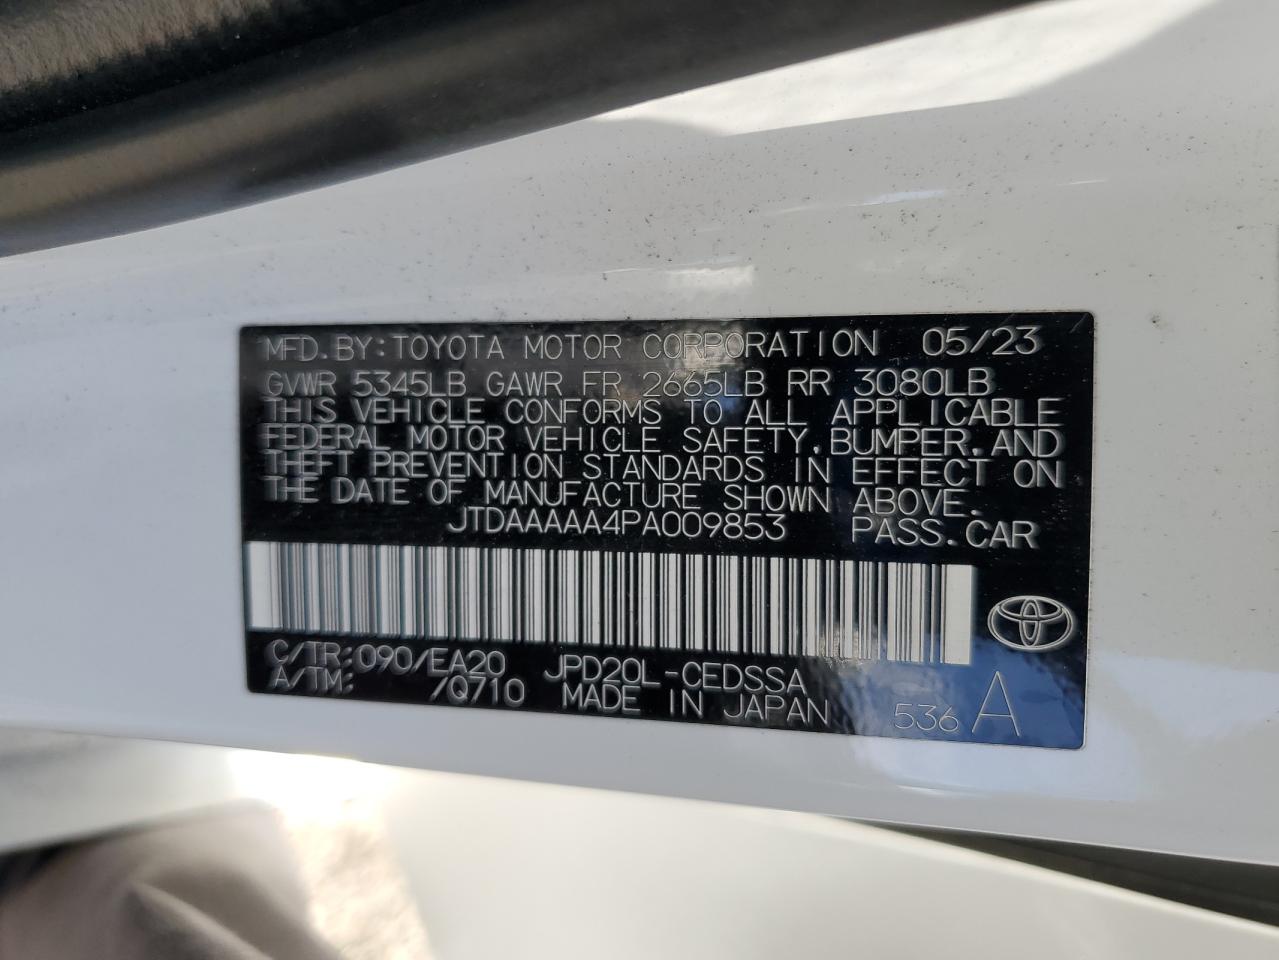 MFD.BY:TOYOTA MOTOR CORPORATION 05/23
GVWR 5345LB GAWR FR 2665LB RR 3080LB
THIS VEHICLE CONFORMS TO ALL APPLICABLE
FEDERAL MOTOR VEHICLE SAFETY,BUMPER,AND
THEFT PREVENTION STANDARDS IN EFFECT ON
THE DATE OF MANUFACTURE SHOWN ABOVE.
JTDAAAAAA4PA009853 PASS.CAR
C/TR:090/EA20 JPD20L-CEDSSA
A/TM: /Q710 MADE IN JAPAN 536 A